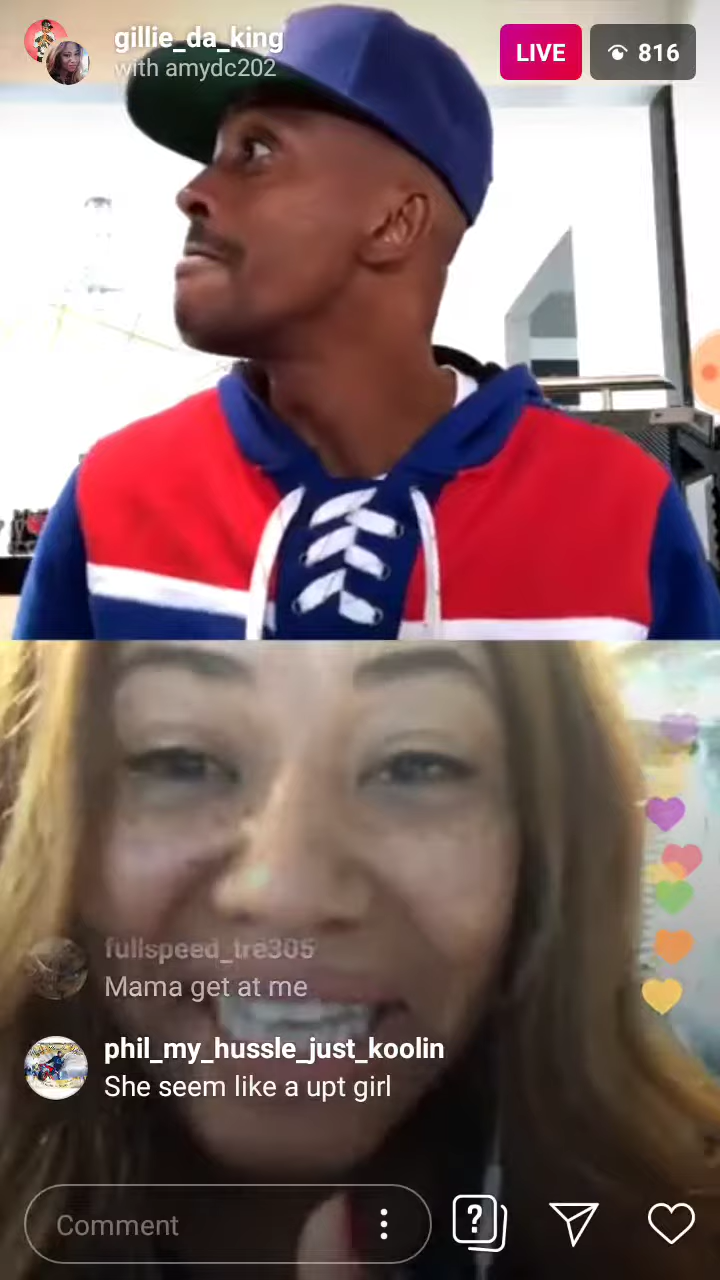 gillie_da_king
with amydc202
LIVE
816
fullspeed_tre305
Mama get at me
phil_my_hussle_just_koolin
She seem like a upt girl
Comment
?